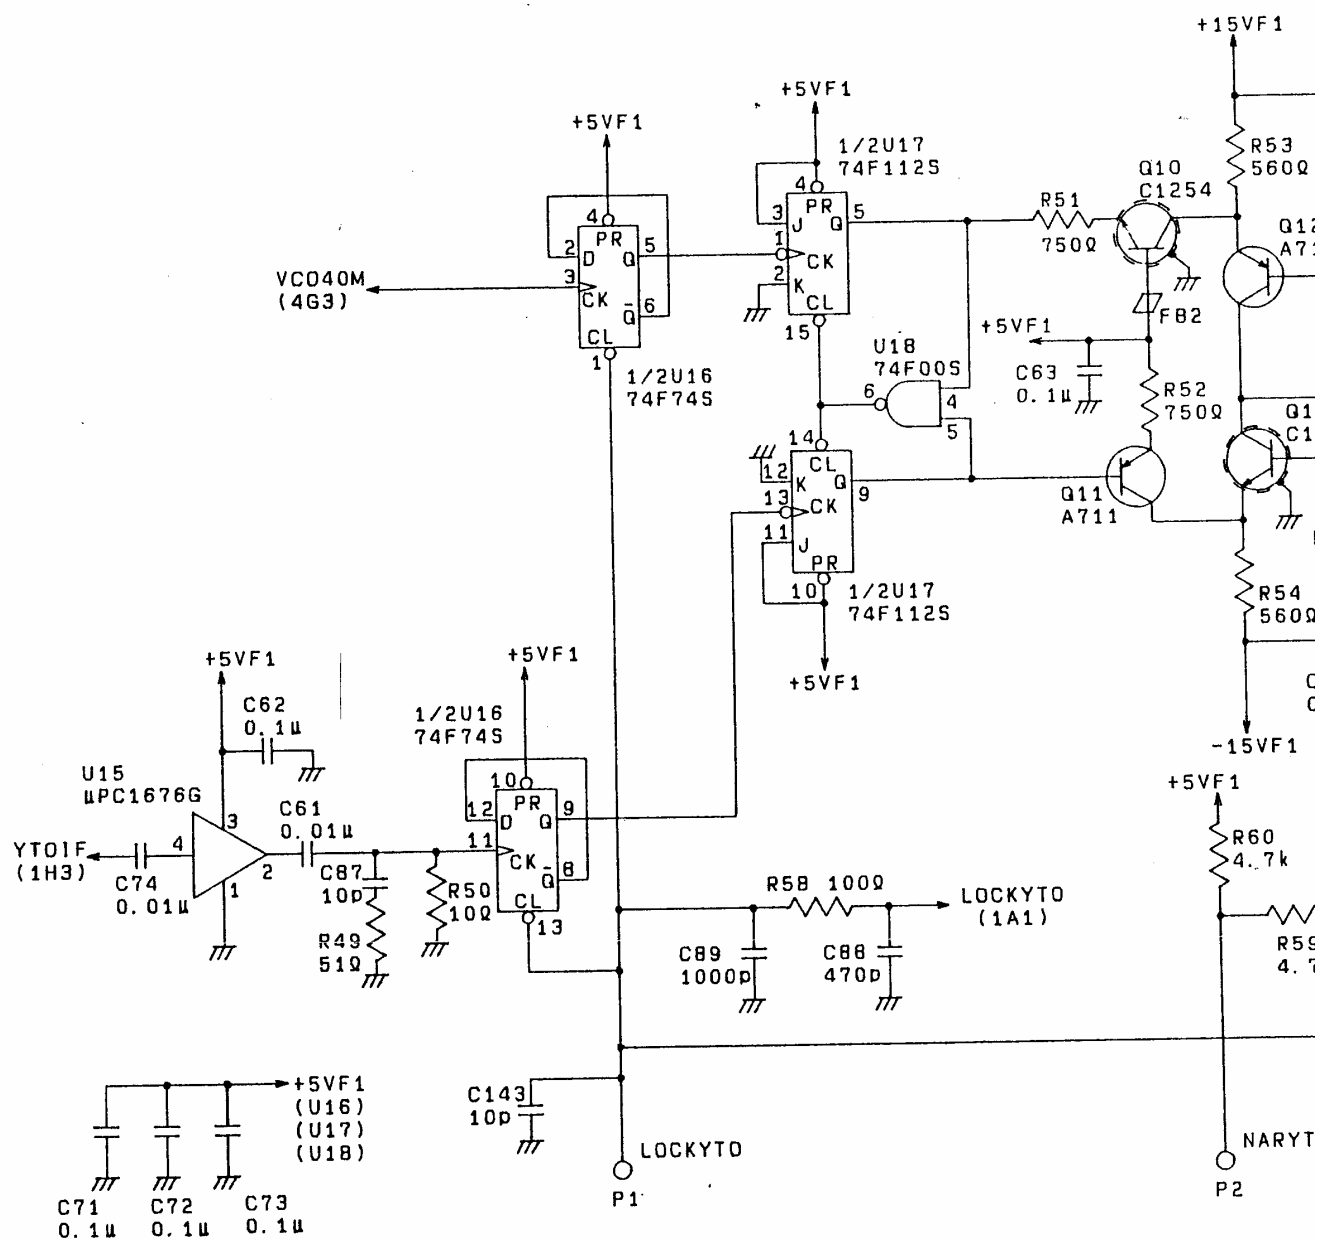 +15VF1
+5VF1
+5VF1
1/2U17
74F112S
R53
560Ω
Q10
C1254
R51
750Ω
4
PR
3
J
Q
5
1
CK
2
K
CL
15
4
PR
2
D
Q
5
3
CK
Q̅
6
CL
1
VCO40M
(4G3)
1/2U16
74F74S
Q12
FB2
+5VF1
C63
0.1μ
U18
74F00S
6
4
5
R52
750Ω
14
CL
12
K
Q
9
13
CK
11
J
PR
10
1/2U17
74F112S
+5VF1
Q11
A711
R54
560Ω
-15VF1
+5VF1
C62
0.1μ
U15
μPC1676G
3
4
2
1
YTOIF
(1H3)
C74
0.01μ
C61
0.01μ
C87
10p
R49
51Ω
R50
10Ω
+5VF1
1/2U16
74F74S
10
PR
12
D
Q
9
11
CK
Q̅
8
CL
13
R58 100Ω
LOCKYTO
(1A1)
C89
1000p
C88
470p
+5VF1
R60
4.7k
R59
4.7
C143
10p
LOCKYTO
P1
NARYT
P2
+5VF1
(U16)
(U17)
(U18)
C71
0.1μ
C72
0.1μ
C73
0.1μ